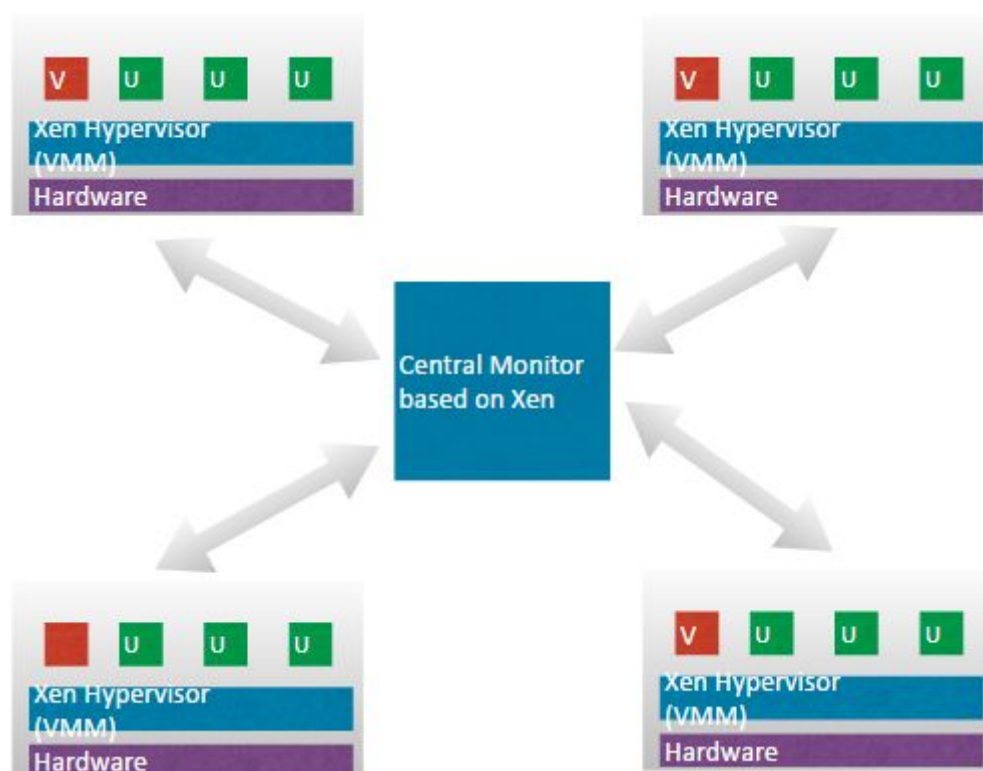 V U U U
Xen Hypervisor
(VMM)
Hardware
V U U U
Xen Hypervisor
(VMM)
Hardware
Central Monitor
based on Xen
U U U
Xen Hypervisor
(VMM)
Hardware
V U U U
Xen Hypervisor
(VMM)
Hardware